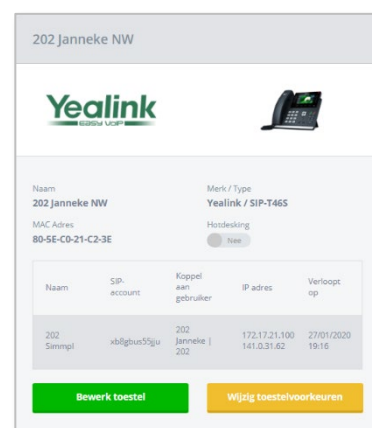 202 Janneke NW
Yealink
EASY VOIP
Naam
Merk / Type
202 Janneke NW
Yealink / SIP-T46S
MAC Adres
Hotdesking
80-5E-C0-21-C2-3E
Nee
Naam
SIP-
account
Koppel
aan
gebruiker
IP adres
Verloopt
op
202
Simmpl
xb8gbus55jju
202
Janneke |
202
172.17.21.100
141.0.31.62
27/01/2020
19:16
Bewerk toestel
Wijzig toestelvoorkeuren